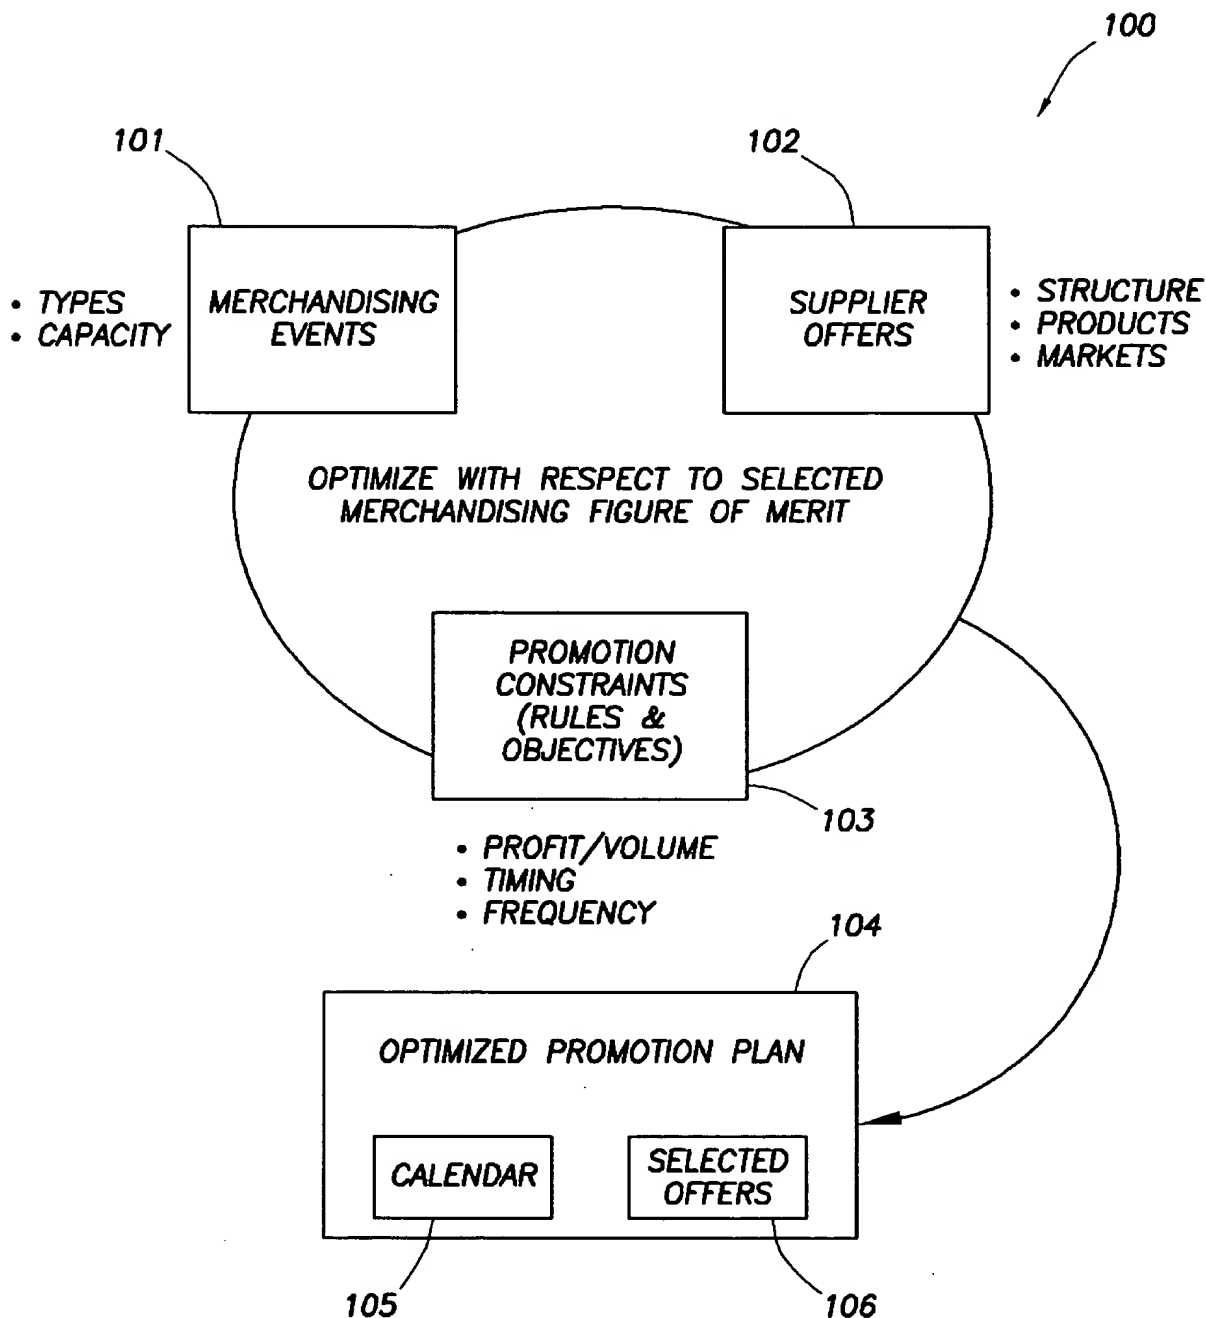 100
101
102
MERCHANDISING
EVENTS
• TYPES
• CAPACITY
SUPPLIER
OFFERS
• STRUCTURE
• PRODUCTS
• MARKETS
OPTIMIZE WITH RESPECT TO SELECTED
MERCHANDISING FIGURE OF MERIT
PROMOTION
CONSTRAINTS
(RULES &
OBJECTIVES)
103
• PROFIT/VOLUME
• TIMING
• FREQUENCY
104
OPTIMIZED PROMOTION PLAN
CALENDAR
SELECTED
OFFERS
105
106